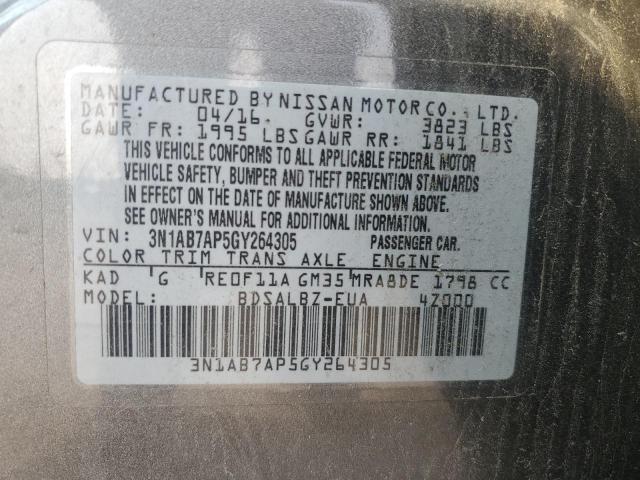 MANUFACTURED BY NISSAN MOTOR CO., LTD.
DATE: 04/16 GVWR: 3823 LBS
GAWR FR: 1995 LBS GAWR RR: 1841 LBS
THIS VEHICLE CONFORMS TO ALL APPLICABLE FEDERAL MOTOR
VEHICLE SAFETY, BUMPER AND THEFT PREVENTION STANDARDS
IN EFFECT ON THE DATE OF MANUFACTURE SHOWN ABOVE.
SEE OWNER'S MANUAL FOR ADDITIONAL INFORMATION.
VIN: 3N1AB7AP5GY264305 PASSENGER CAR.
COLOR TRIM TRANS AXLE ENGINE
KAD G RE0F11A GM35 MRA8DE 1798 CC
MODEL: BDSALBZ-EUA 4Z000
3N1AB7AP5GY264305